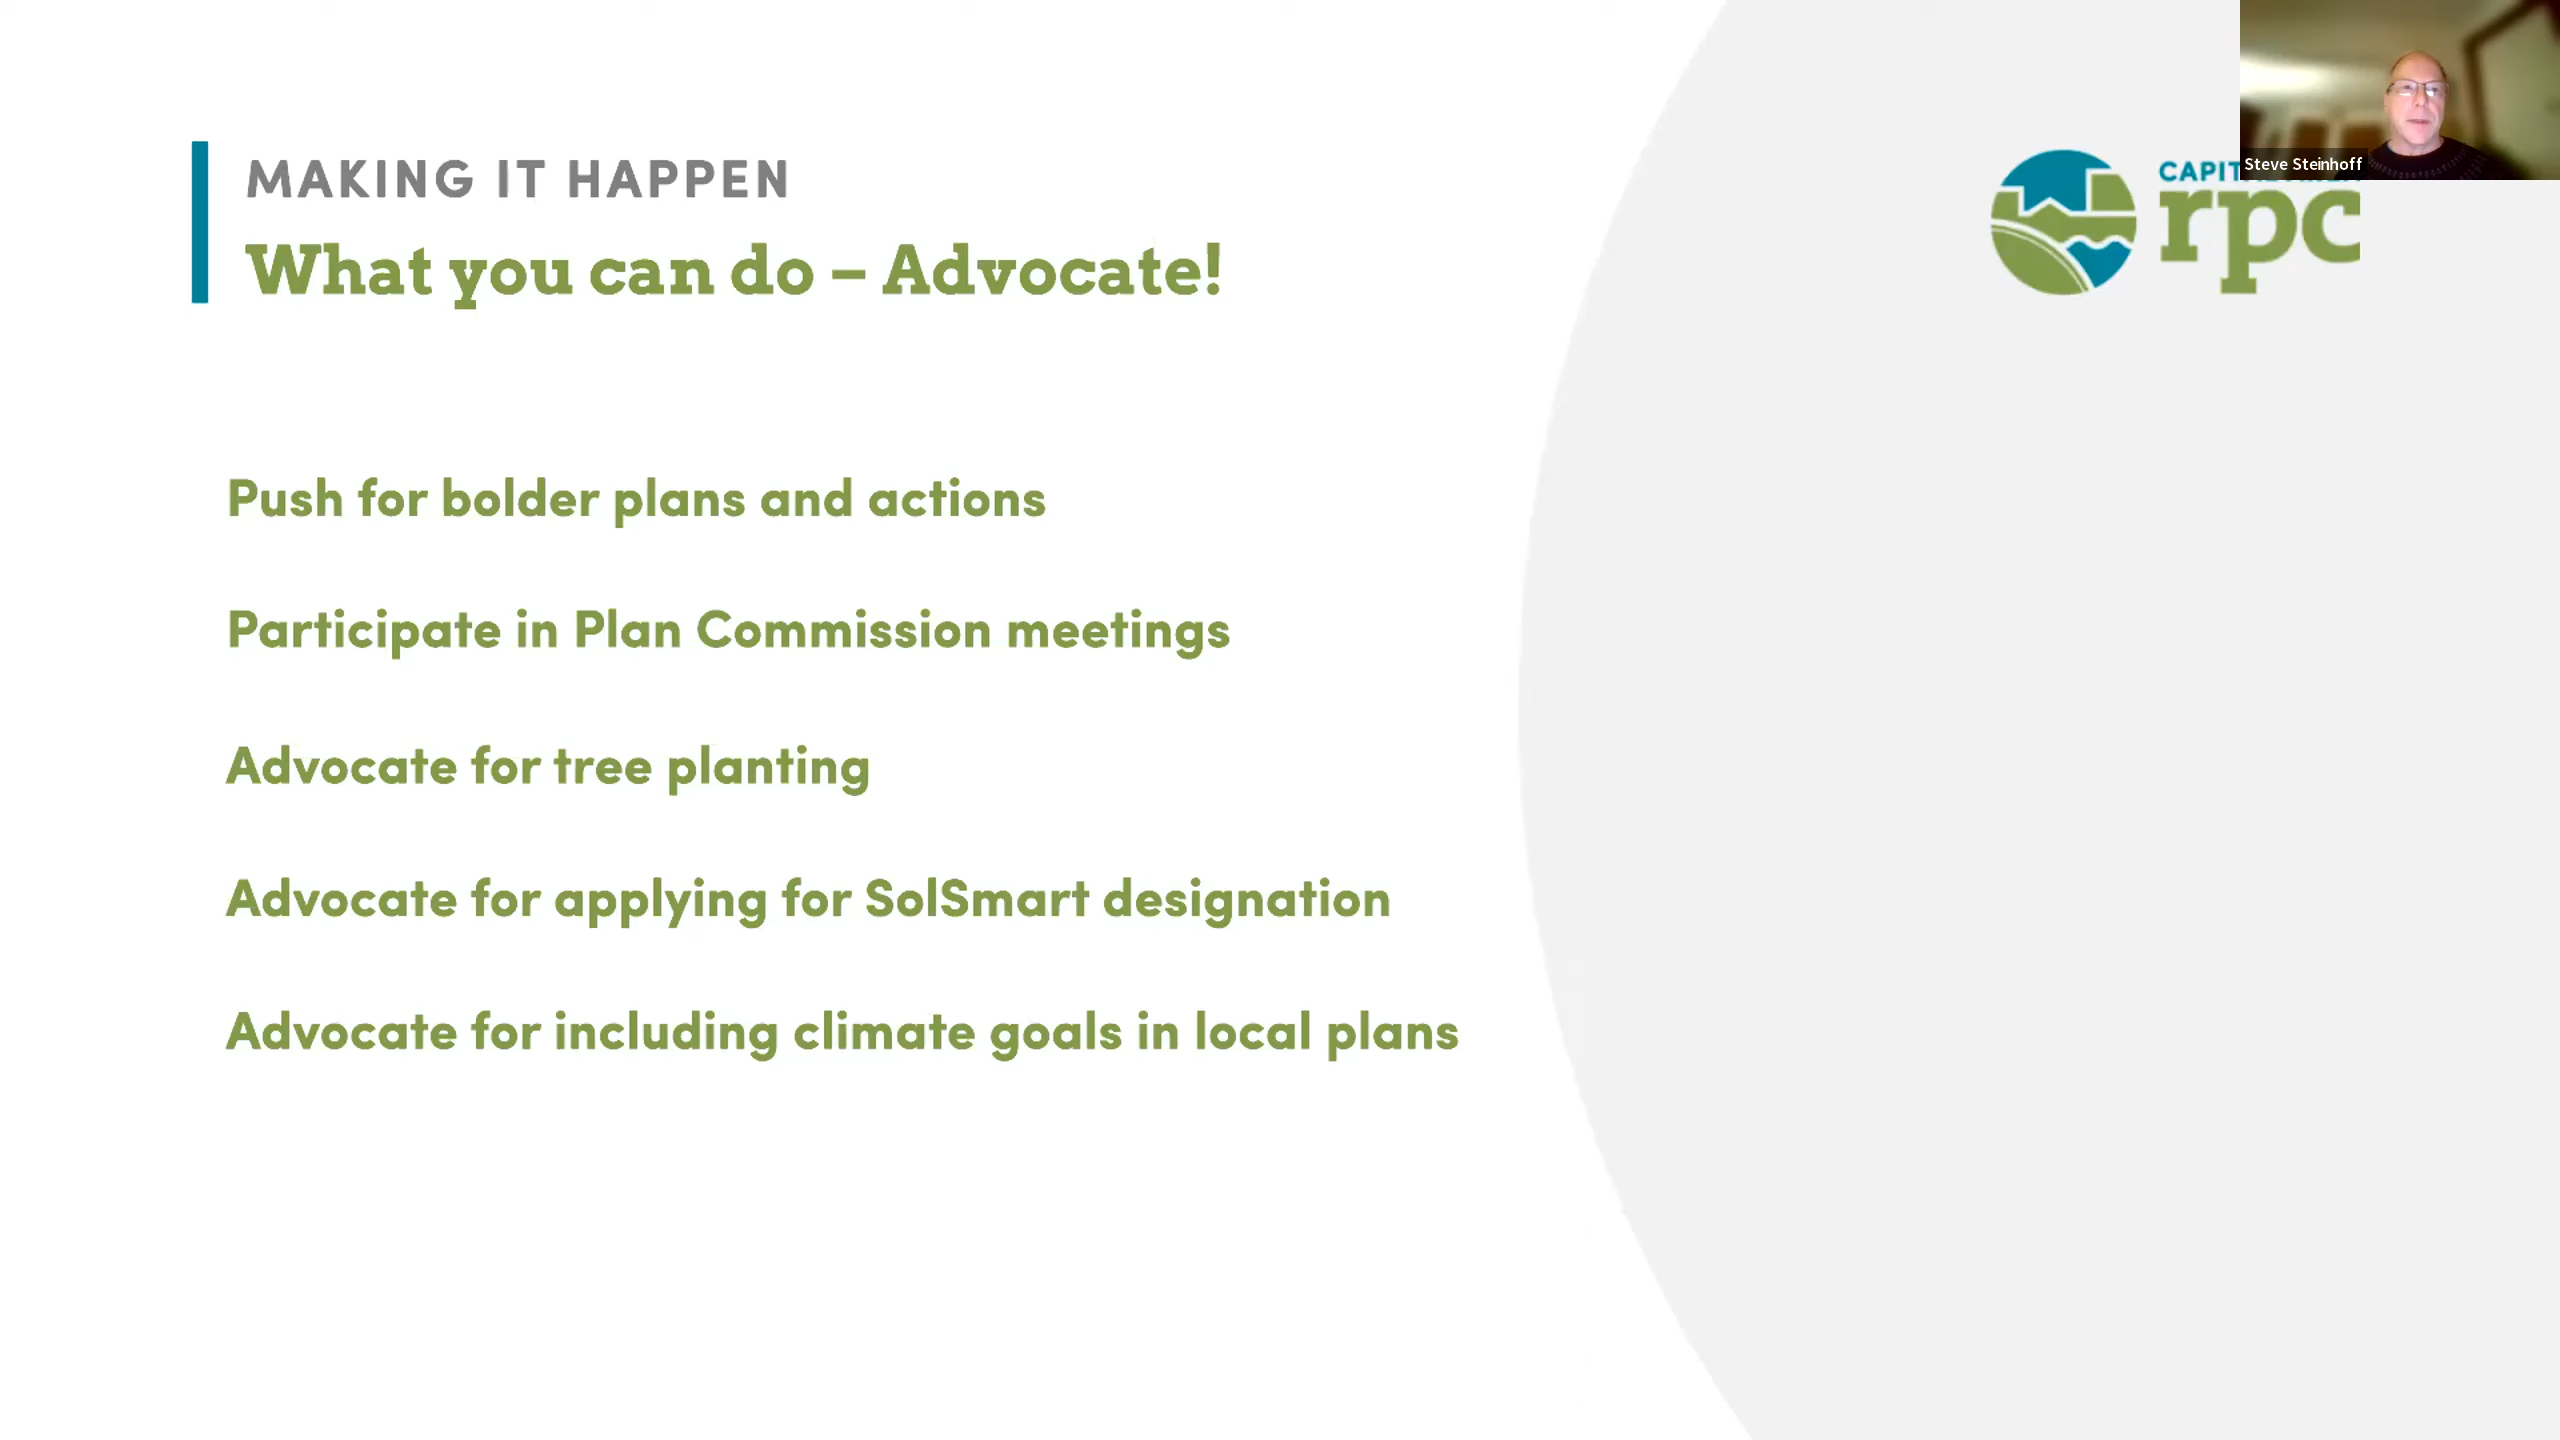 MAKING IT HAPPEN
What you can do – Advocate!
Steve Steinhoff
rpc
Push for bolder plans and actions
Participate in Plan Commission meetings
Advocate for tree planting
Advocate for applying for SolSmart designation
Advocate for including climate goals in local plans